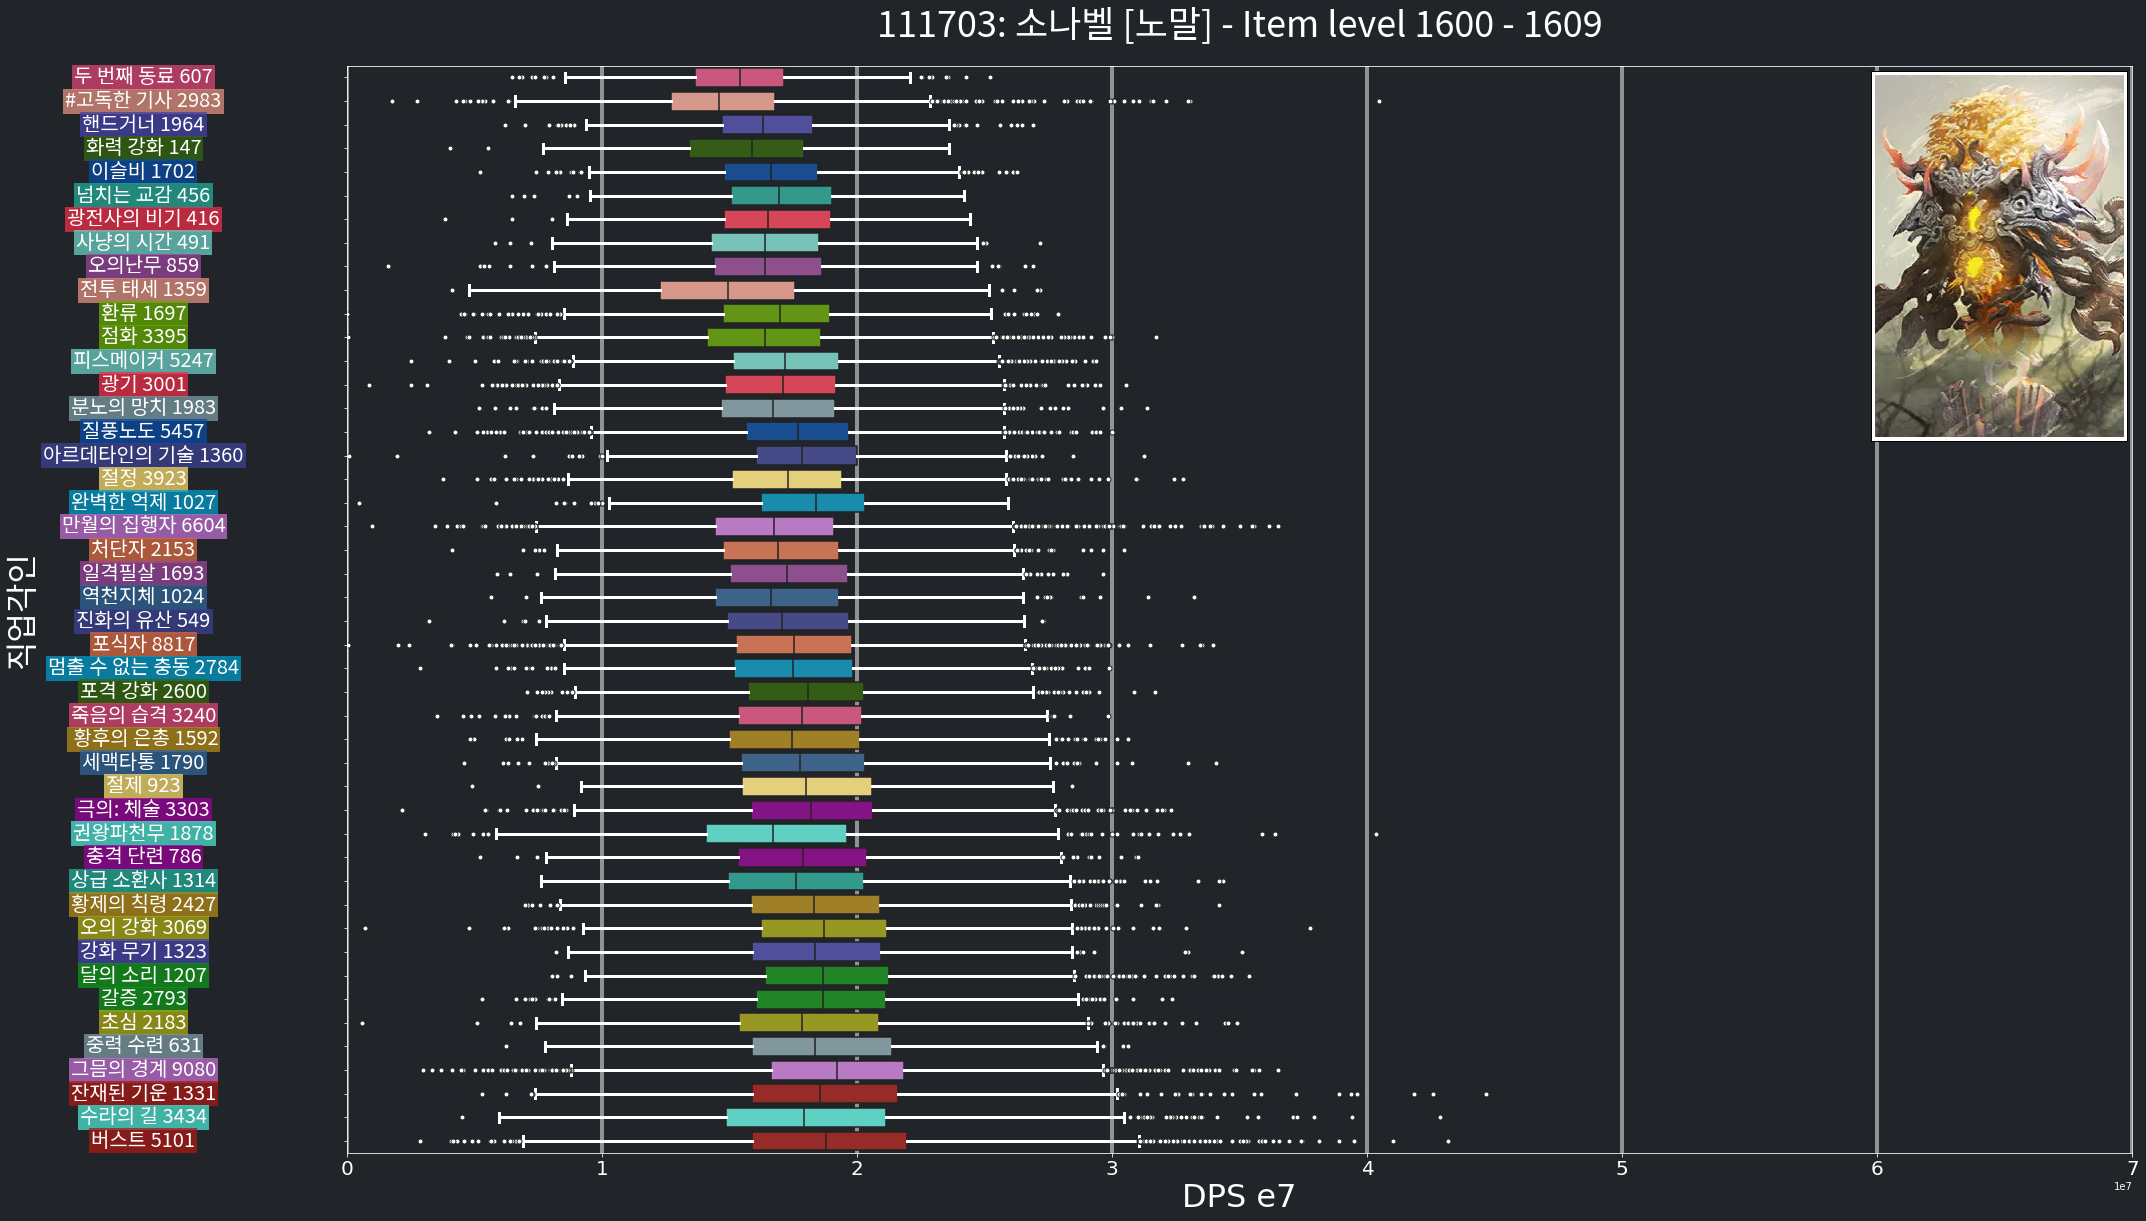 111703: 소나벨 [노말] - Item level 1600 - 1609
직업각인
두 번째 동료 607
#고독한 기사 2983
핸드거너 1964
화력 강화 147
이슬비 1702
넘치는 교감 456
광전사의 비기 416
사냥의 시간 491
오의난무 859
전투 태세 1359
환류 1697
점화 3395
피스메이커 5247
광기 3001
분노의 망치 1983
질풍노도 5457
아르데타인의 기술 1360
절정 3923
완벽한 억제 1027
만월의 집행자 6604
처단자 2153
일격필살 1693
역천지체 1024
진화의 유산 549
포식자 8817
멈출 수 없는 충동 2784
포격 강화 2600
죽음의 습격 3240
황후의 은총 1592
세맥타통 1790
절제 923
극의: 체술 3303
권왕파천무 1878
충격 단련 786
상급 소환사 1314
황제의 칙령 2427
오의 강화 3069
강화 무기 1323
달의 소리 1207
갈증 2793
초심 2183
중력 수련 631
그믐의 경계 9080
잔재된 기운 1331
수라의 길 3434
버스트 5101
0 1 2 3 4 5 6 7
DPS e7
1e7